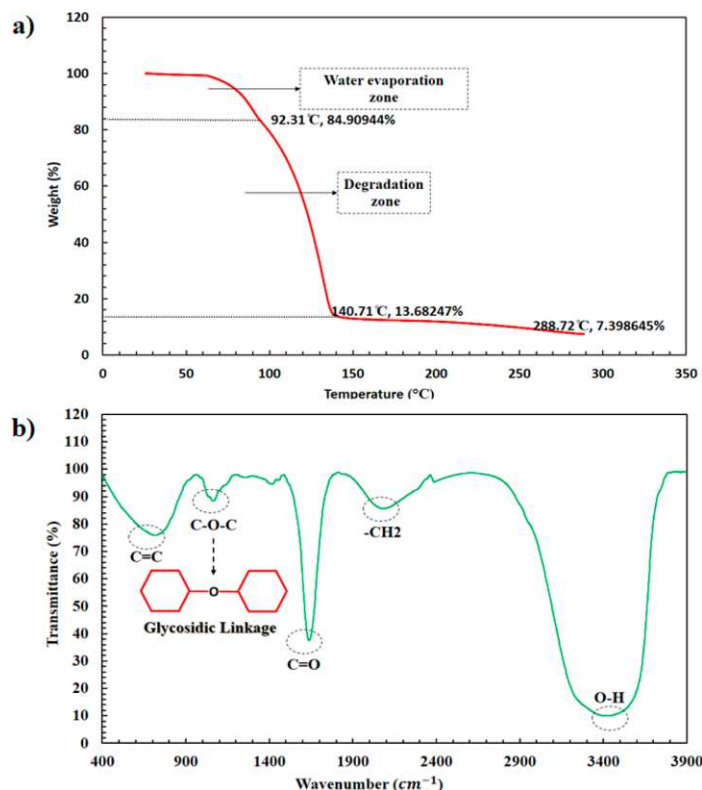 a)
120
100
80
60
40
20
0
Weight (%)
Water evaporation
zone
92.31℃, 84.90944%
Degradation
zone
140.71℃, 13.68247%
288.72℃, 7.398645%
0 50 100 150 200 250 300 350
Temperature (°C)
b)
120
110
100
90
80
70
60
50
40
30
20
10
0
Transmittance (%)
C=C
C-O-C
O
Glycosidic Linkage
C=O
-CH2
O-H
400 900 1400 1900 2400 2900 3400 3900
Wavenumber (cm⁻¹)